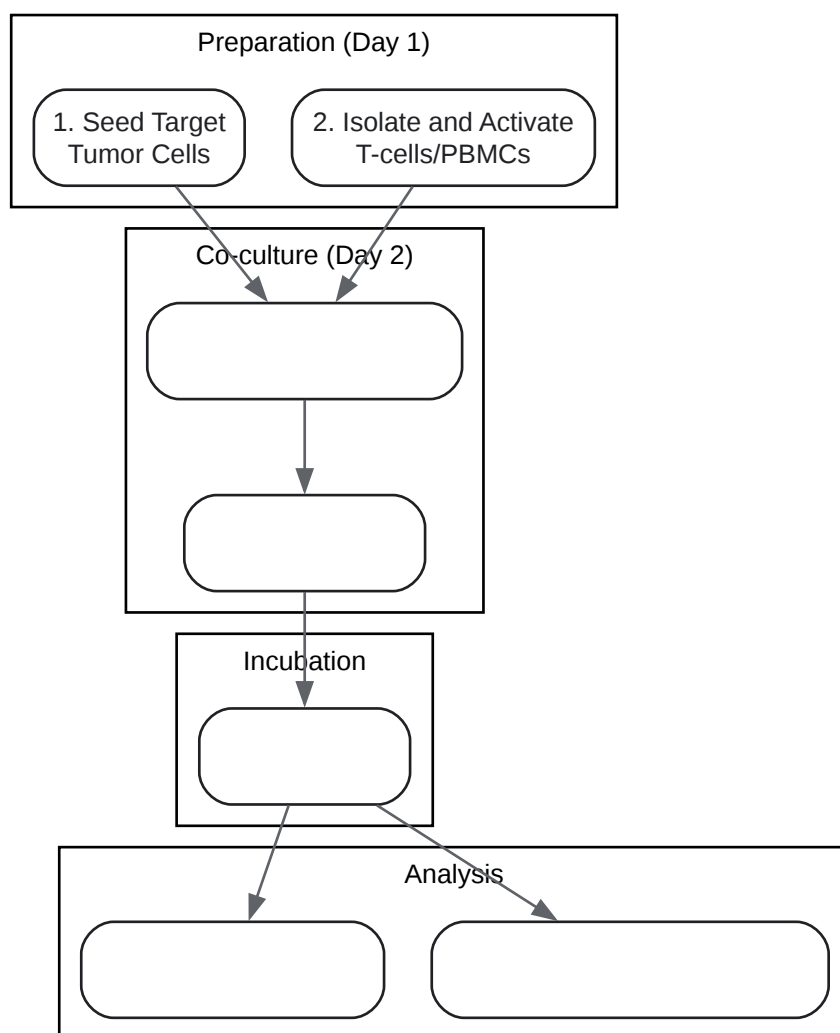 Preparation (Day 1)
1. Seed Target
Tumor Cells
2. Isolate and Activate
T-cells/PBMCs
Co-culture (Day 2)
Incubation
Analysis